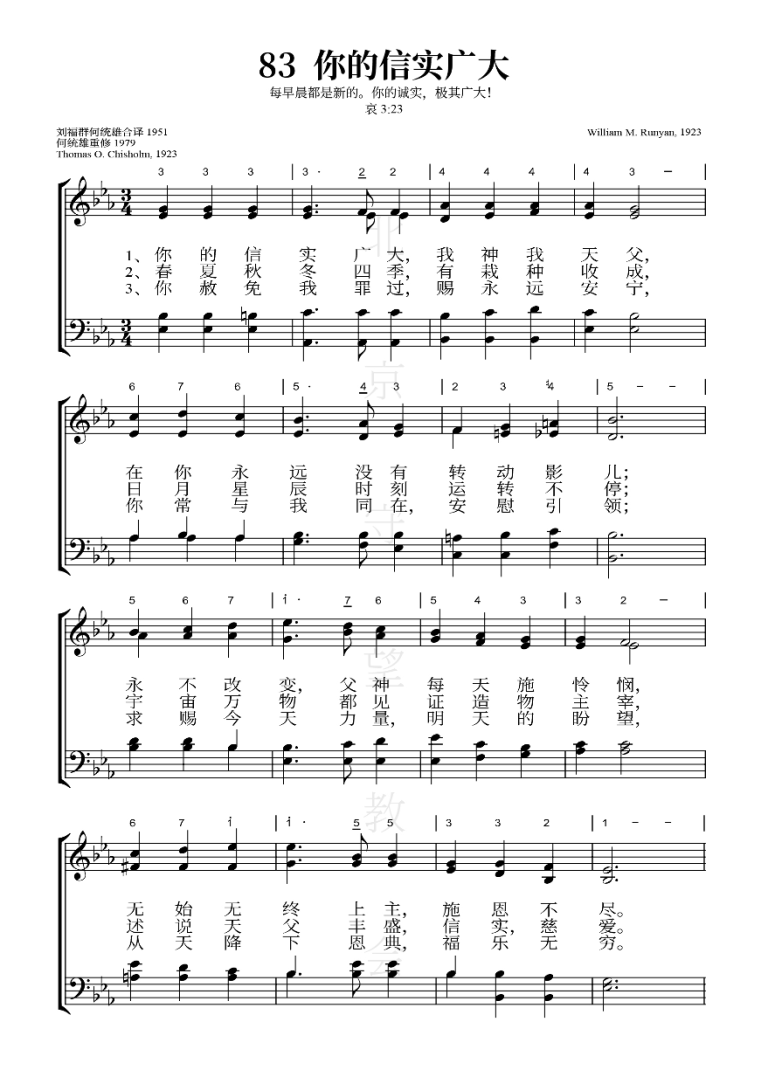 83 你的信实广大
每早晨都是新的。你的诚实，极其广大！
哀 3:23
刘福群何统雄合译 1951
何统雄重修 1979
Thomas O. Chisholm, 1923
William M. Runyan, 1923
3 3 3 | 3 · 2 2 | 4 4 4 | 4 3 – |
1、你 的 信 实 广 大，我 神 我 天 父，
2、春 夏 秋 冬 四 季，有 栽 种 收 成，
3、你 赦 免 我 罪 过，赐 永 远 安 宁，
6 7 6 | 5 · 4 3 | 2 3 ♮4 | 5 – – |
在 你 永 远 没 有 转 动 影 儿；
日 月 星 辰 时 刻 运 转 不 停；
你 常 与 我 同 在，安 慰 引 领；
5 6 7 | i · 7 6 | 5 4 3 | 3 2 – |
永 不 改 变，父 神 每 天 施 怜 悯，
宇 宙 万 物 都 见 证 造 物 主 宰，
求 赐 今 天 力 量，明 天 的 盼 望，
6 7 i | i · 5 5 | 3 3 2 | 1 – – |
无 始 无 终 上 主，施 恩 不 尽。
述 说 天 父 丰 盛，信 实，慈 爱。
从 天 降 下 恩 典，福 乐 无 穷。
北京守望教会